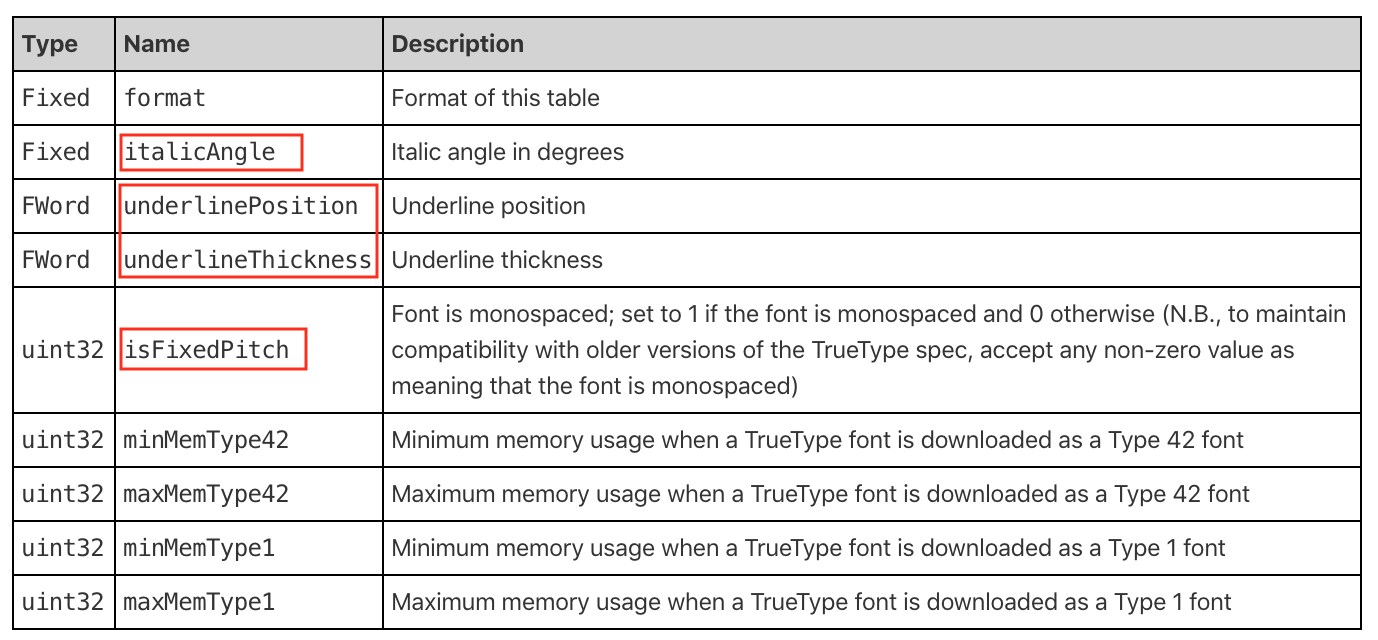 Type Name Description
Fixed format Format of this table
Fixed italicAngle Italic angle in degrees
FWord underlinePosition Underline position
FWord underlineThickness Underline thickness
uint32 isFixedPitch Font is monospaced; set to 1 if the font is monospaced and 0 otherwise (N.B., to maintain
compatibility with older versions of the TrueType spec, accept any non-zero value as
meaning that the font is monospaced)
uint32 minMemType42 Minimum memory usage when a TrueType font is downloaded as a Type 42 font
uint32 maxMemType42 Maximum memory usage when a TrueType font is downloaded as a Type 42 font
uint32 minMemType1 Minimum memory usage when a TrueType font is downloaded as a Type 1 font
uint32 maxMemType1 Maximum memory usage when a TrueType font is downloaded as a Type 1 font